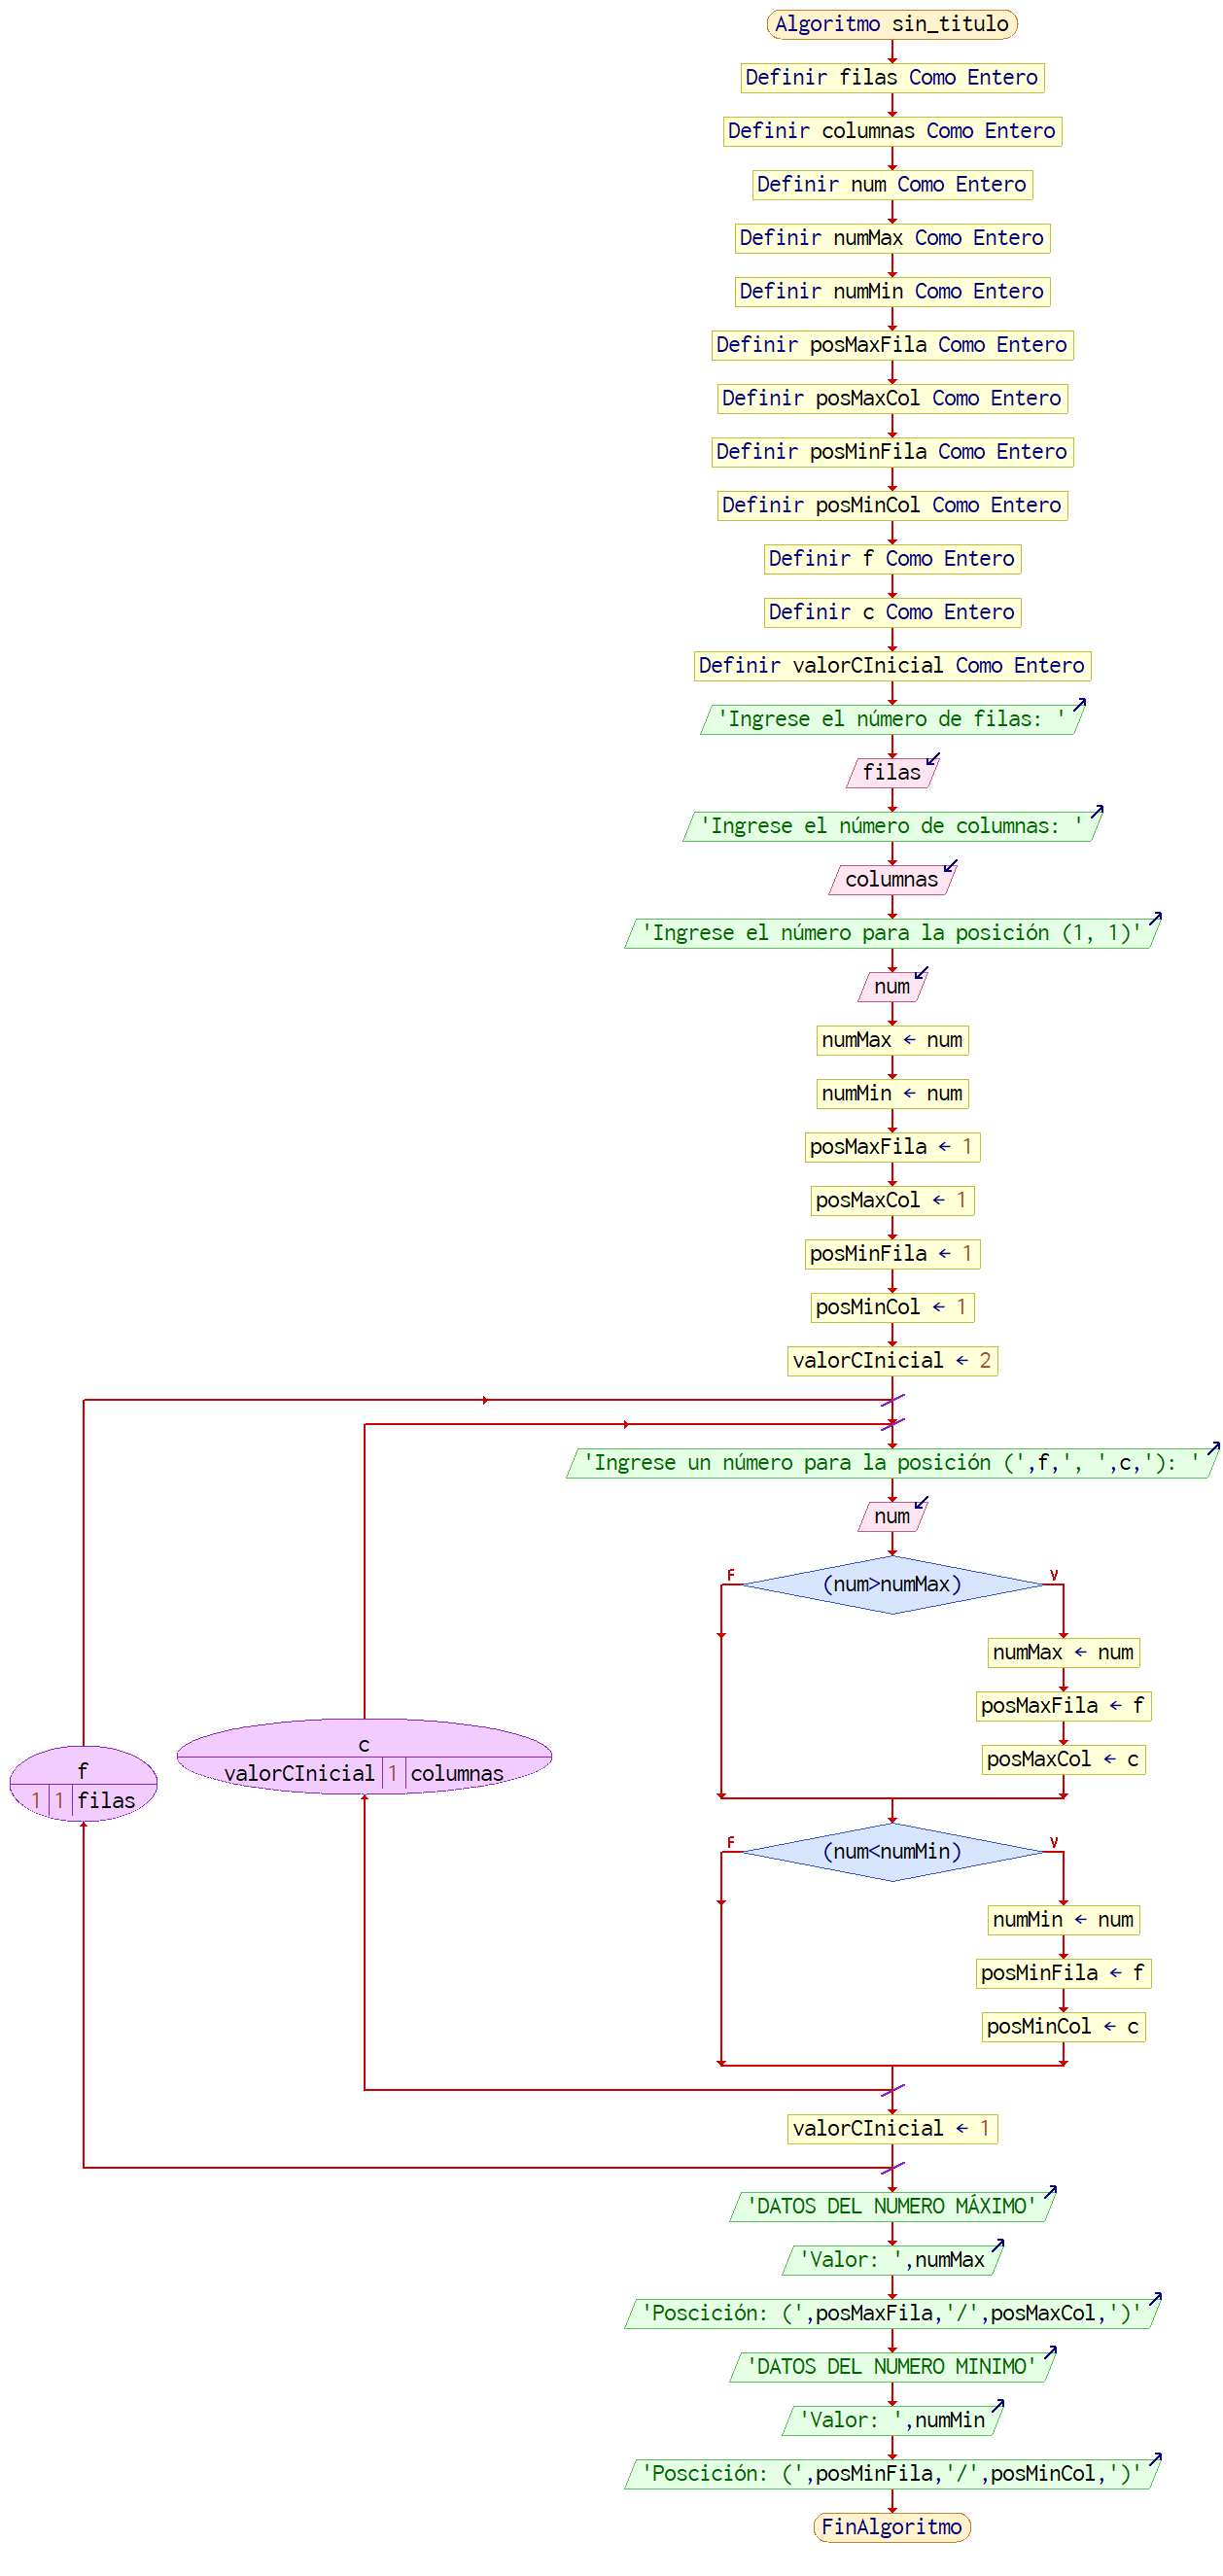 Algoritmo sin_titulo
Definir filas Como Entero
Definir columnas Como Entero
Definir num Como Entero
Definir numMax Como Entero
Definir numMin Como Entero
Definir posMaxFila Como Entero
Definir posMaxCol Como Entero
Definir posMinFila Como Entero
Definir posMinCol Como Entero
Definir f Como Entero
Definir c Como Entero
Definir valorCInicial Como Entero
'Ingrese el número de filas: '
filas
'Ingrese el número de columnas: '
columnas
'Ingrese el número para la posición (1, 1)'
num
numMax ← num
numMin ← num
posMaxFila ← 1
posMaxCol ← 1
posMinFila ← 1
posMinCol ← 1
valorCInicial ← 2
'Ingrese un número para la posición (',f,', ',c,'): '
num
F (num>numMax) V
numMax ← num
posMaxFila ← f
posMaxCol ← c
c
valorCInicial 1 columnas
f
1 1 filas
F (num<numMin) V
numMin ← num
posMinFila ← f
posMinCol ← c
valorCInicial ← 1
'DATOS DEL NUMERO MÁXIMO'
'Valor: ',numMax
'Poscición: (',posMaxFila,'/',posMaxCol,')'
'DATOS DEL NUMERO MINIMO'
'Valor: ',numMin
'Poscición: (',posMinFila,'/',posMinCol,')'
FinAlgoritmo